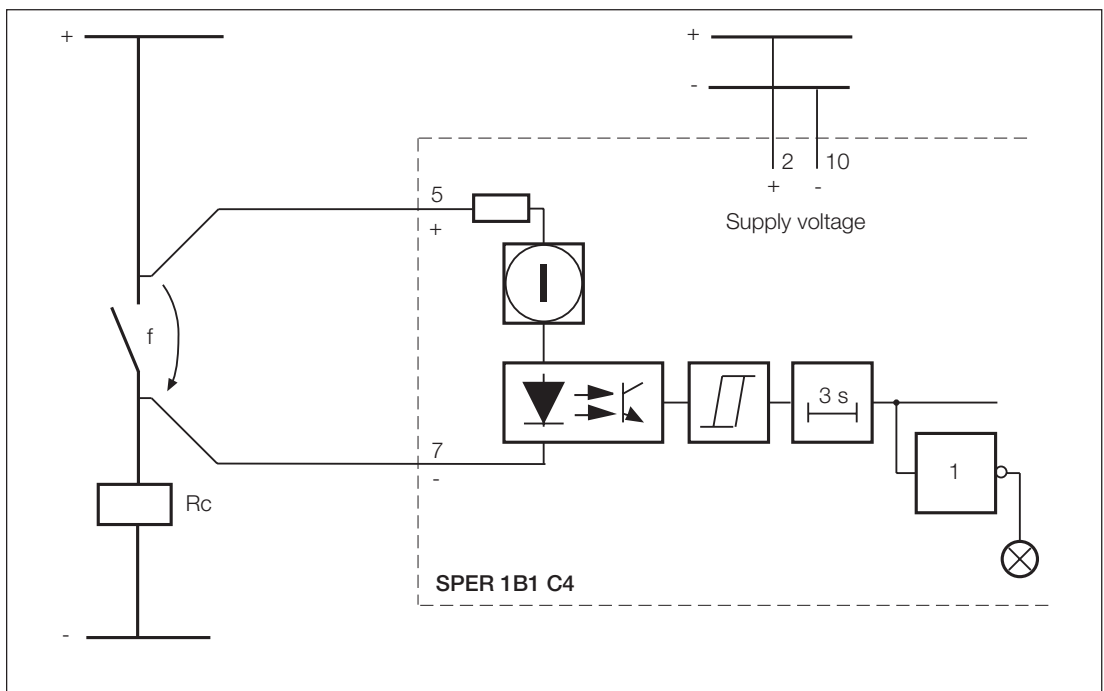 +
+
-
2 10
+ -
Supply voltage
5
+
I
f
3 s
7
-
1
Rc
SPER 1B1 C4
-